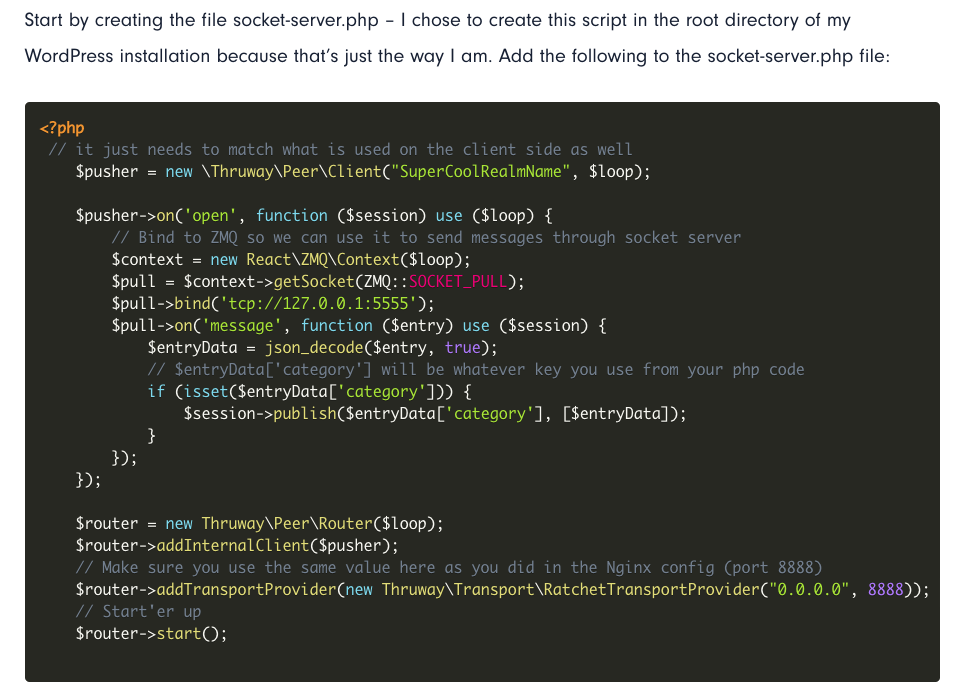 Start by creating the file socket-server.php – I chose to create this script in the root directory of my
WordPress installation because that’s just the way I am. Add the following to the socket-server.php file:
<?php
 // it just needs to match what is used on the client side as well
    $pusher = new \Thruway\Peer\Client("SuperCoolRealmName", $loop);

    $pusher->on('open', function ($session) use ($loop) {
        // Bind to ZMQ so we can use it to send messages through socket server
        $context = new React\ZMQ\Context($loop);
        $pull = $context->getSocket(ZMQ::SOCKET_PULL);
        $pull->bind('tcp://127.0.0.1:5555');
        $pull->on('message', function ($entry) use ($session) {
            $entryData = json_decode($entry, true);
            // $entryData['category'] will be whatever key you use from your php code
            if (isset($entryData['category'])) {
                $session->publish($entryData['category'], [$entryData]);
            }
        });
    });

    $router = new Thruway\Peer\Router($loop);
    $router->addInternalClient($pusher);
    // Make sure you use the same value here as you did in the Nginx config (port 8888)
    $router->addTransportProvider(new Thruway\Transport\RatchetTransportProvider("0.0.0.0", 8888));
    // Start'er up
    $router->start();